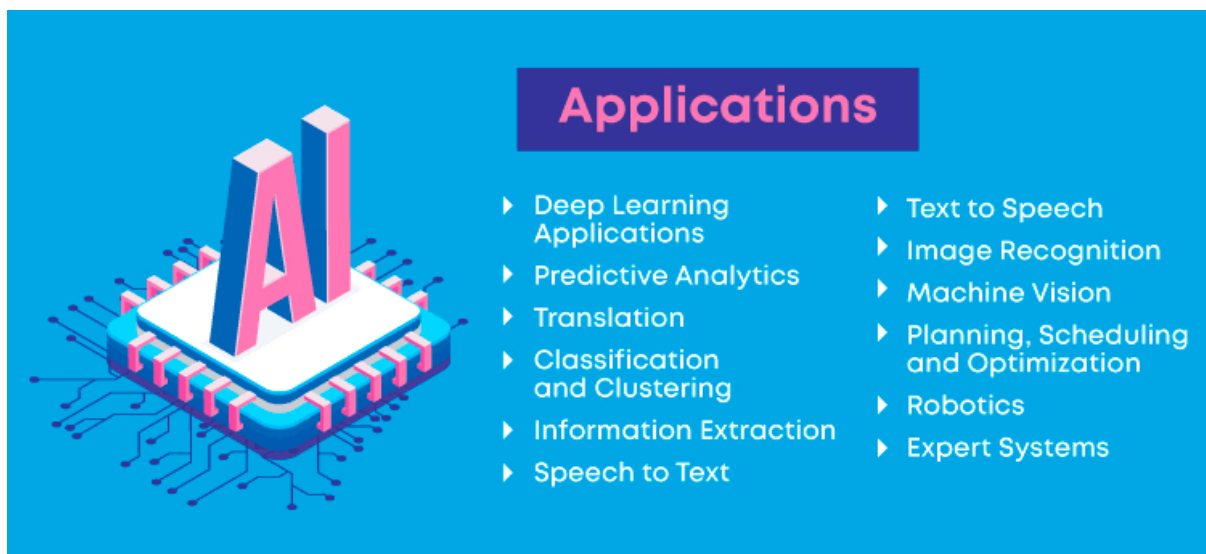 AI
Applications
Deep Learning
Applications
Predictive Analytics
Translation
Classification
and Clustering
Information Extraction
Speech to Text
Text to Speech
Image Recognition
Machine Vision
Planning, Scheduling
and Optimization
Robotics
Expert Systems